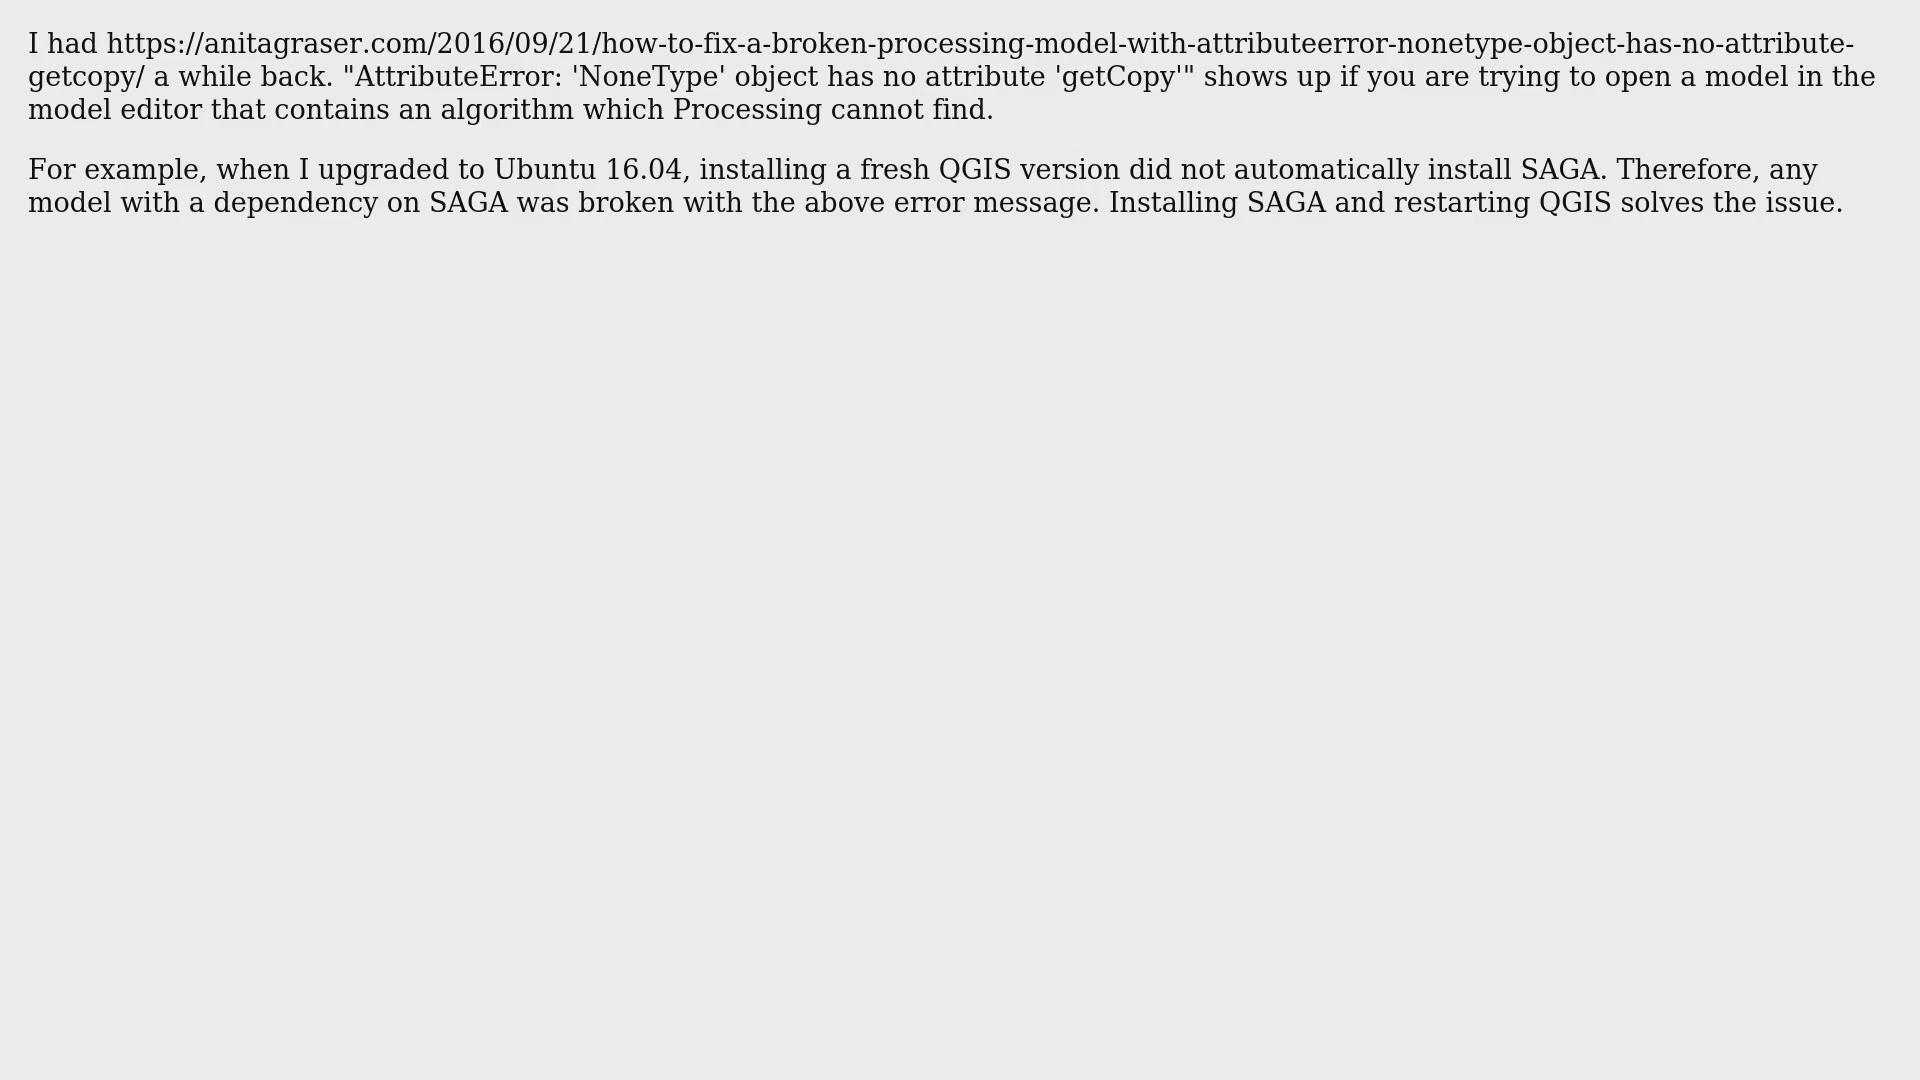 I had https://anitagraser.com/2016/09/21/how-to-fix-a-broken-processing-model-with-attributeerror-nonetype-object-has-no-attribute-
getcopy/ a while back. "AttributeError: 'NoneType' object has no attribute 'getCopy'" shows up if you are trying to open a model in the
model editor that contains an algorithm which Processing cannot find.
For example, when I upgraded to Ubuntu 16.04, installing a fresh QGIS version did not automatically install SAGA. Therefore, any
model with a dependency on SAGA was broken with the above error message. Installing SAGA and restarting QGIS solves the issue.